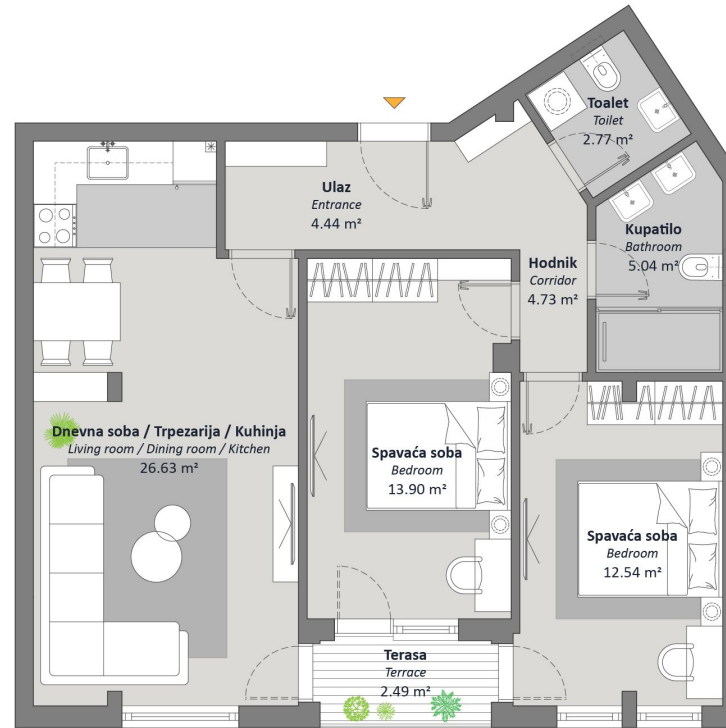 Toalet
Toilet
2.77 m²
Ulaz
Entrance
4.44 m²
Kupatilo
Bathroom
5.04 m²
Hodnik
Corridor
4.73 m²
Dnevna soba / Trpezarija / Kuhinja
Living room / Dining room / Kitchen
26.63 m²
Spavaća soba
Bedroom
13.90 m²
Spavaća soba
Bedroom
12.54 m²
Terasa
Terrace
2.49 m²